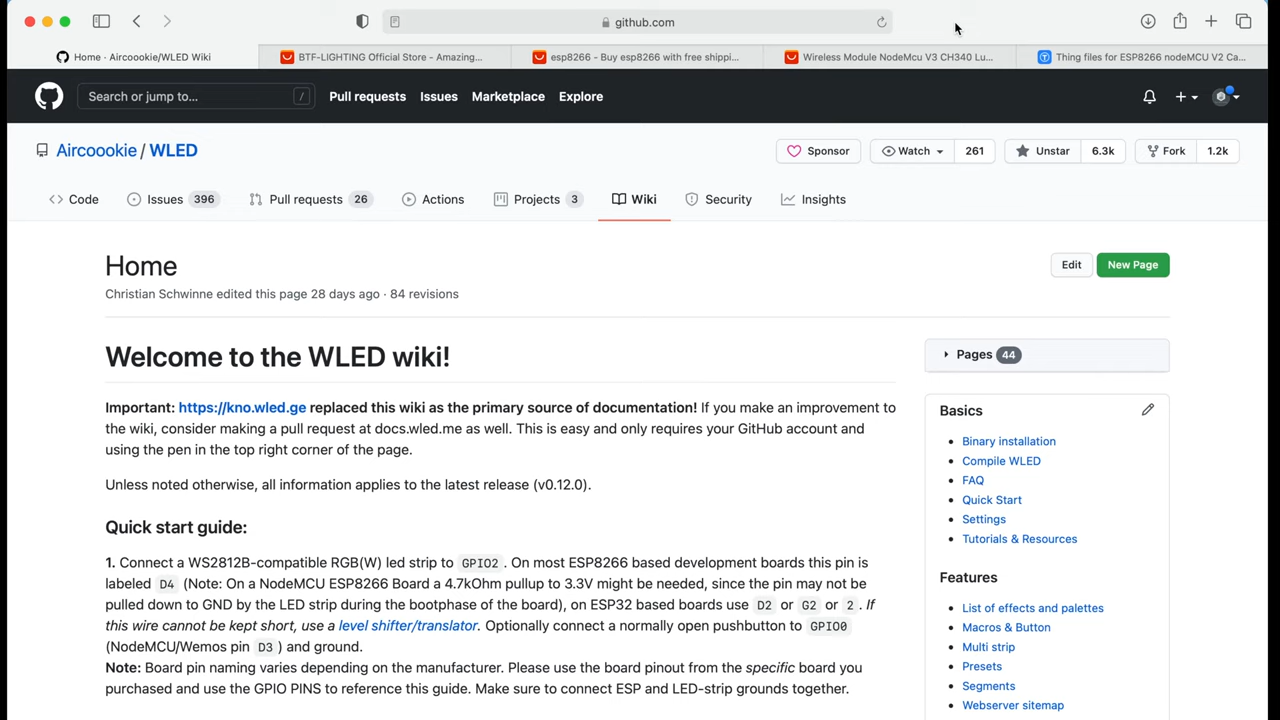 github.com
Home · Aircoookie/WLED Wiki
BTF-LIGHTING Official Store - Amazing...
esp8266 - Buy esp8266 with free shippi...
Wireless Module NodeMcu V3 CH340 Lu...
Thing files for ESP8266 nodeMCU V2 Ca...
Search or jump to... /
Pull requests Issues Marketplace Explore
Aircoookie / WLED
Sponsor Watch 261 Unstar 6.3k Fork 1.2k
Code Issues 396 Pull requests 26 Actions Projects 3 Wiki Security Insights
Home
Edit New Page
Christian Schwinne edited this page 28 days ago · 84 revisions
Welcome to the WLED wiki!
Important: https://kno.wled.ge replaced this wiki as the primary source of documentation! If you make an improvement to
the wiki, consider making a pull request at docs.wled.me as well. This is easy and only requires your GitHub account and
using the pen in the top right corner of the page.
Unless noted otherwise, all information applies to the latest release (v0.12.0).
Quick start guide:
1. Connect a WS2812B-compatible RGB(W) led strip to GPIO2 . On most ESP8266 based development boards this pin is
labeled D4 (Note: On a NodeMCU ESP8266 Board a 4.7kOhm pullup to 3.3V might be needed, since the pin may not be
pulled down to GND by the LED strip during the bootphase of the board), on ESP32 based boards use D2 or G2 or 2 . If
this wire cannot be kept short, use a level shifter/translator. Optionally connect a normally open pushbutton to GPIO0
(NodeMCU/Wemos pin D3 ) and ground.
Note: Board pin naming varies depending on the manufacturer. Please use the board pinout from the specific board you
purchased and use the GPIO PINS to reference this guide. Make sure to connect ESP and LED-strip grounds together.
Pages 44
Basics
Binary installation
Compile WLED
FAQ
Quick Start
Settings
Tutorials & Resources
Features
List of effects and palettes
Macros & Button
Multi strip
Presets
Segments
Webserver sitemap